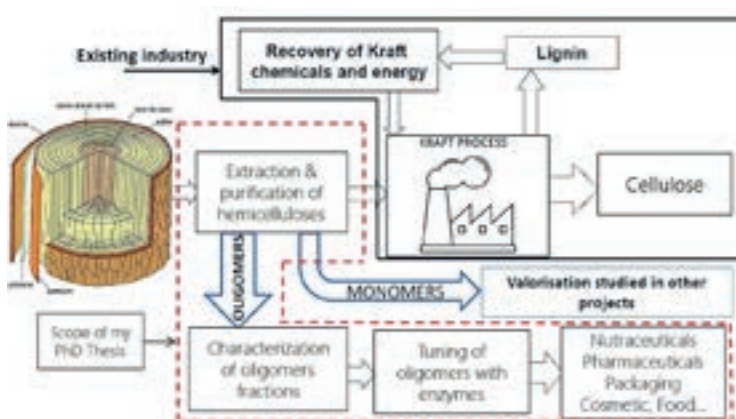 Existing industry
Recovery of Kraft
chemicals and energy
Lignin
KRAFT PROCESS
Extraction &
purification of
hemicelluloses
Cellulose
OLIGOMERS
MONOMERS
Valorisation studied in other
projects
Scope of my
PhD Thesis
Characterization
of oligomers
fractions
Tuning of
oligomers with
enzymes
Nutraceuticals
Pharmaceuticals
Packaging
Cosmetic, Food...